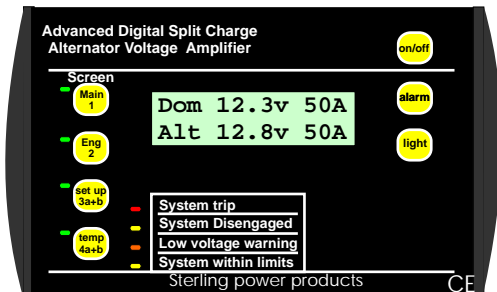 Advanced Digital Split Charge
Alternator Voltage Amplifier
on/off
Screen
Main
1
alarm
Dom 12.3v 50A
Alt 12.8v 50A
Eng
2
light
set up
3a+b
System trip
System Disengaged
temp
4a+b
Low voltage warning
System within limits
Sterling power products
CE